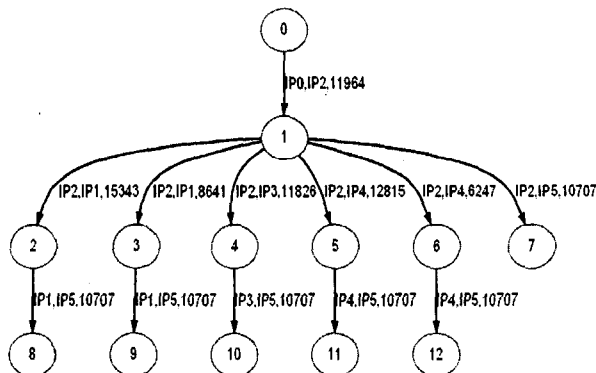 0
IP0,IP2,11964
1
IP2,IP1,15343 IP2,IP1,8641 IP2,IP3,11826 IP2,IP4,12815 IP2,IP4,6247 IP2,IP5,10707
2 3 4 5 6 7
IP1,IP5,10707 IP1,IP5,10707 IP3,IP5,10707 IP4,IP5,10707 IP4,IP5,10707
8 9 10 11 12